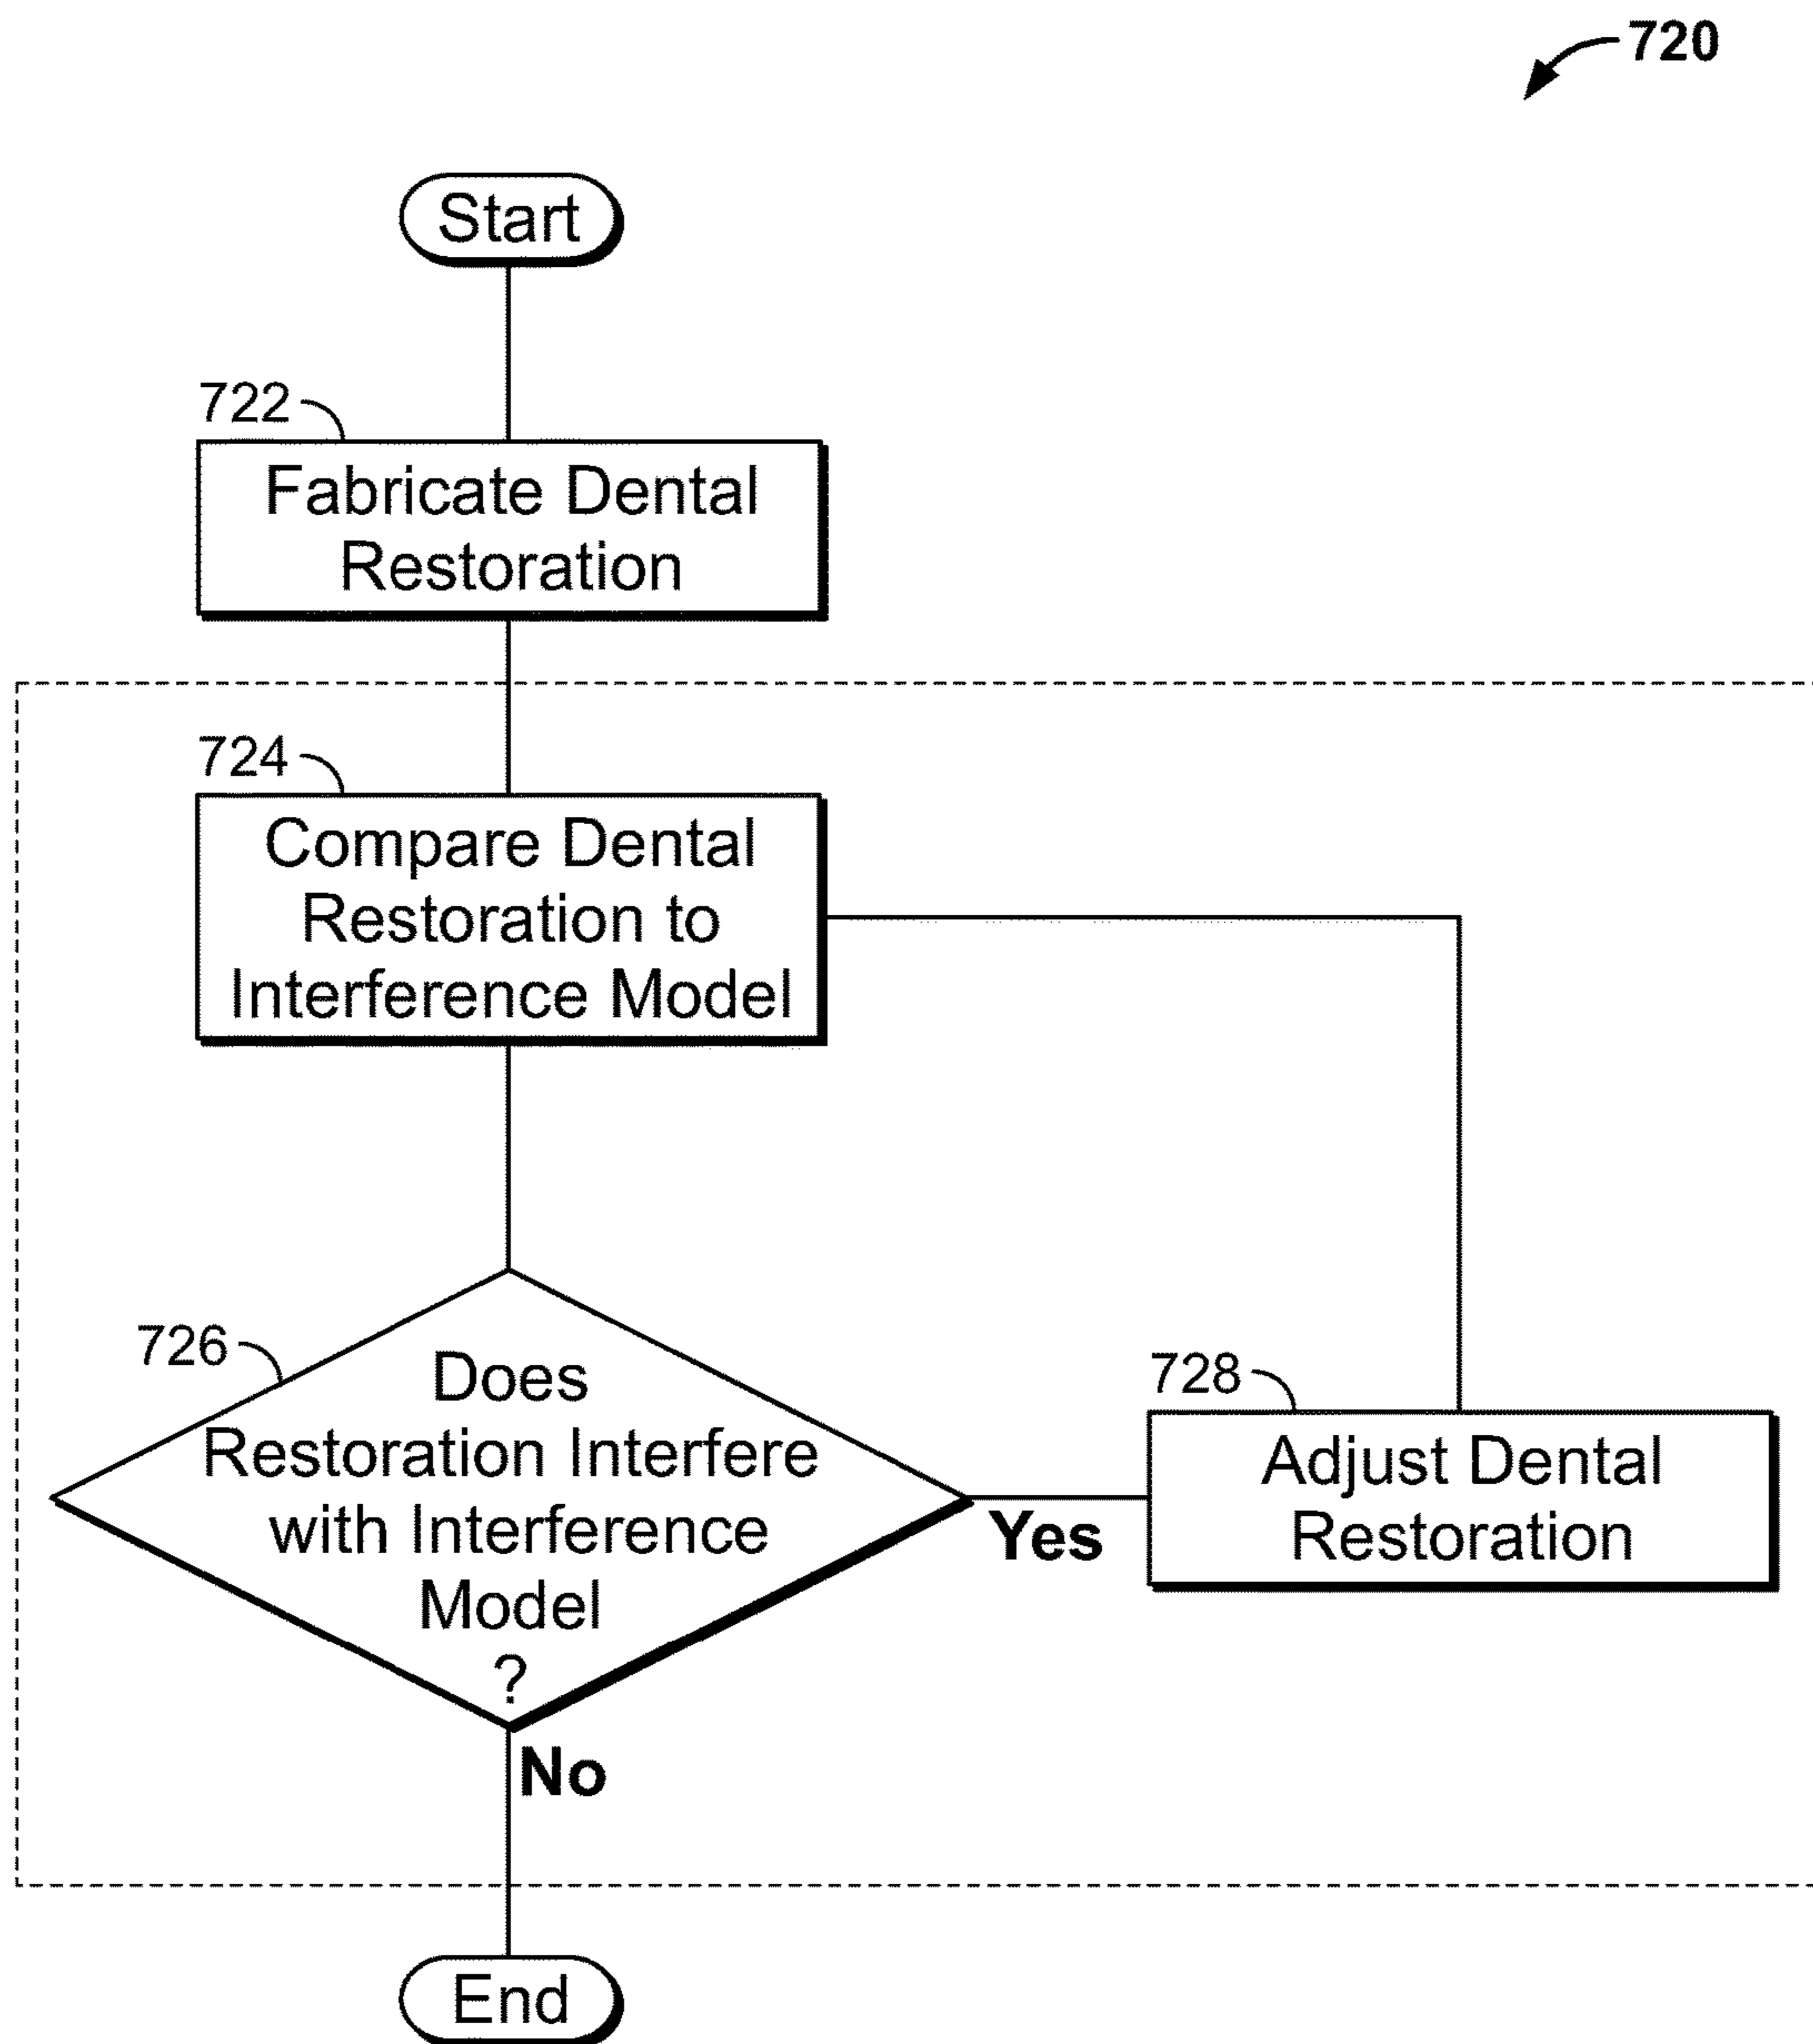 720
Start
722
Fabricate Dental
Restoration
724
Compare Dental
Restoration to
Interference Model
726
Does
Restoration Interfere
with Interference
Model
?
Yes
728
Adjust Dental
Restoration
No
End